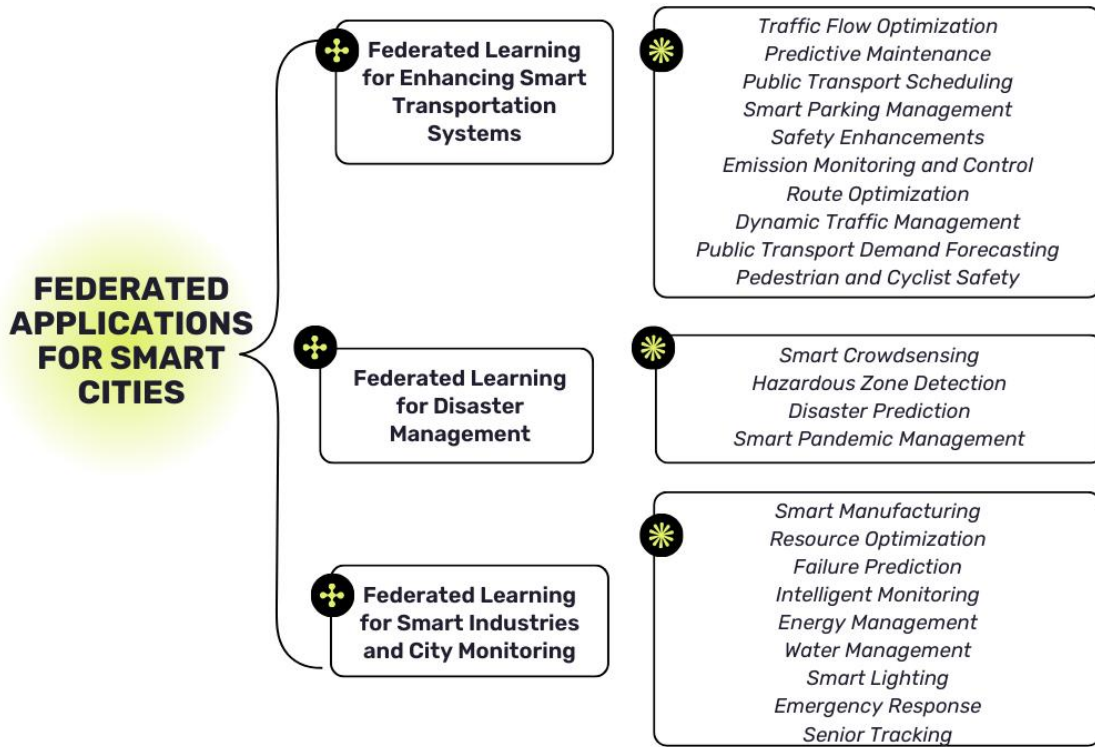 FEDERATED
APPLICATIONS
FOR SMART
CITIES
Federated Learning
for Enhancing Smart
Transportation
Systems
Traffic Flow Optimization
Predictive Maintenance
Public Transport Scheduling
Smart Parking Management
Safety Enhancements
Emission Monitoring and Control
Route Optimization
Dynamic Traffic Management
Public Transport Demand Forecasting
Pedestrian and Cyclist Safety
Federated Learning
for Disaster
Management
Smart Crowdsensing
Hazardous Zone Detection
Disaster Prediction
Smart Pandemic Management
Federated Learning
for Smart Industries
and City Monitoring
Smart Manufacturing
Resource Optimization
Failure Prediction
Intelligent Monitoring
Energy Management
Water Management
Smart Lighting
Emergency Response
Senior Tracking